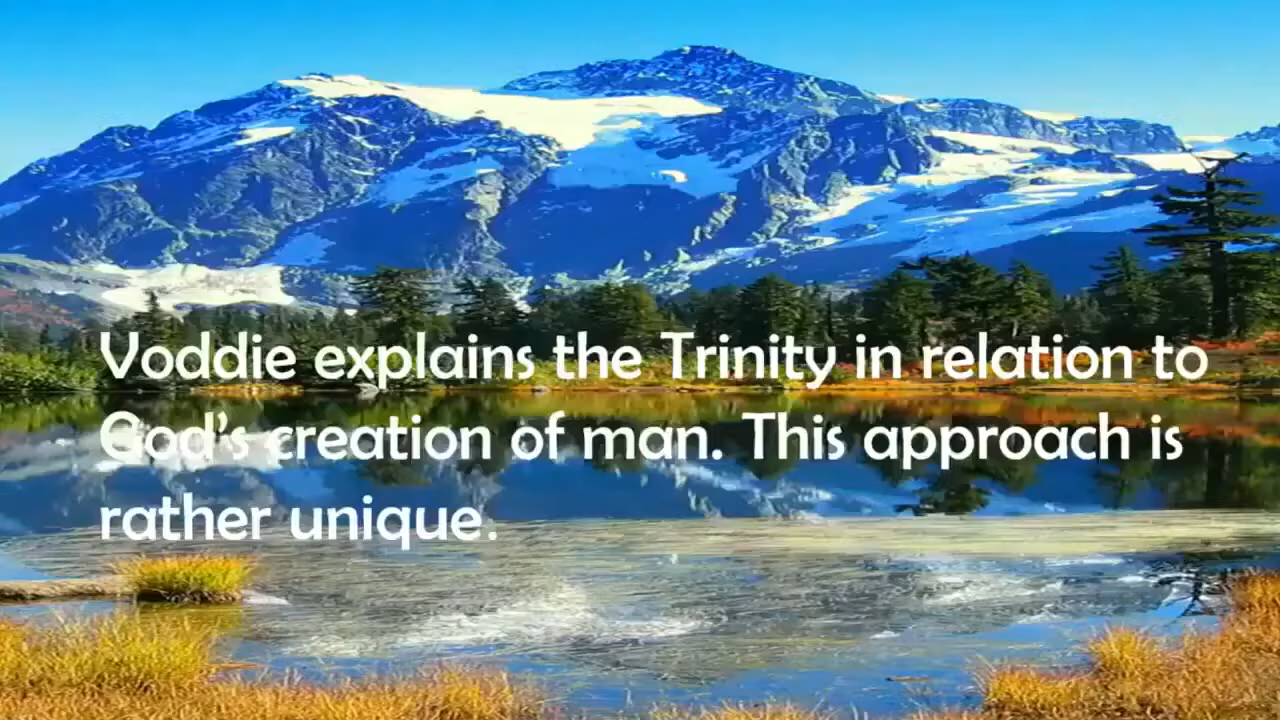 Voddie explains the Trinity in relation to
God's creation of man. This approach is
rather unique.